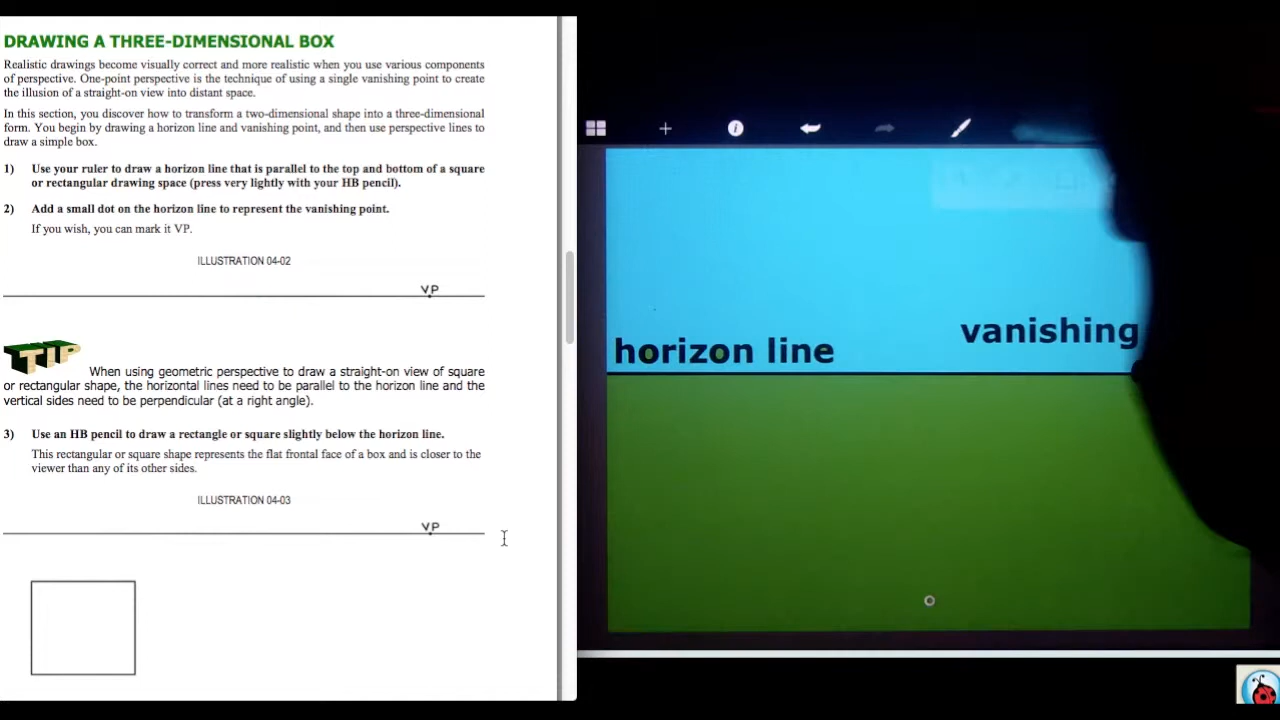 DRAWING A THREE-DIMENSIONAL BOX
Realistic drawings become visually correct and more realistic when you use various components
of perspective. One-point perspective is the technique of using a single vanishing point to create
the illusion of a straight-on view into distant space.
In this section, you discover how to transform a two-dimensional shape into a three-dimensional
form. You begin by drawing a horizon line and vanishing point, and then use perspective lines to
draw a simple box.
1) Use your ruler to draw a horizon line that is parallel to the top and bottom of a square
or rectangular drawing space (press very lightly with your HB pencil).
2) Add a small dot on the horizon line to represent the vanishing point.
If you wish, you can mark it VP.
ILLUSTRATION 04-02
VP
TIP When using geometric perspective to draw a straight-on view of square
or rectangular shape, the horizontal lines need to be parallel to the horizon line and the
vertical sides need to be perpendicular (at a right angle).
3) Use an HB pencil to draw a rectangle or square slightly below the horizon line.
This rectangular or square shape represents the flat frontal face of a box and is closer to the
viewer than any of its other sides.
ILLUSTRATION 04-03
VP
horizon line
vanishing